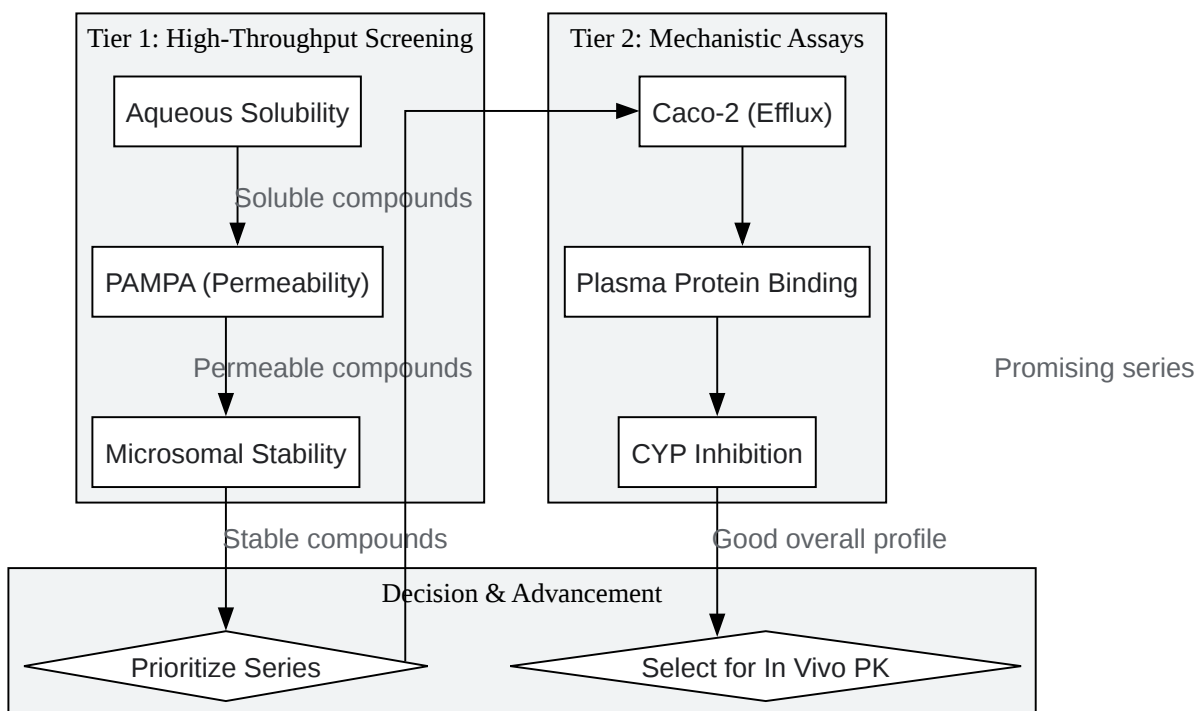 Tier 1: High-Throughput Screening
Aqueous Solubility
Soluble compounds
PAMPA (Permeability)
Permeable compounds
Microsomal Stability
Stable compounds
Tier 2: Mechanistic Assays
Caco-2 (Efflux)
Plasma Protein Binding
CYP Inhibition
Good overall profile
Promising series
Decision & Advancement
Prioritize Series
Select for In Vivo PK